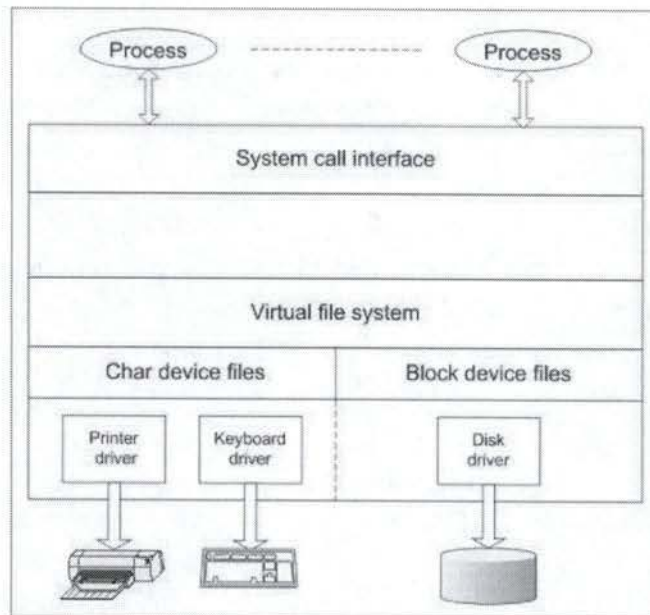 Process
Process
System call interface
Virtual file system
Char device files
Block device files
Printer
driver
Keyboard
driver
Disk
driver